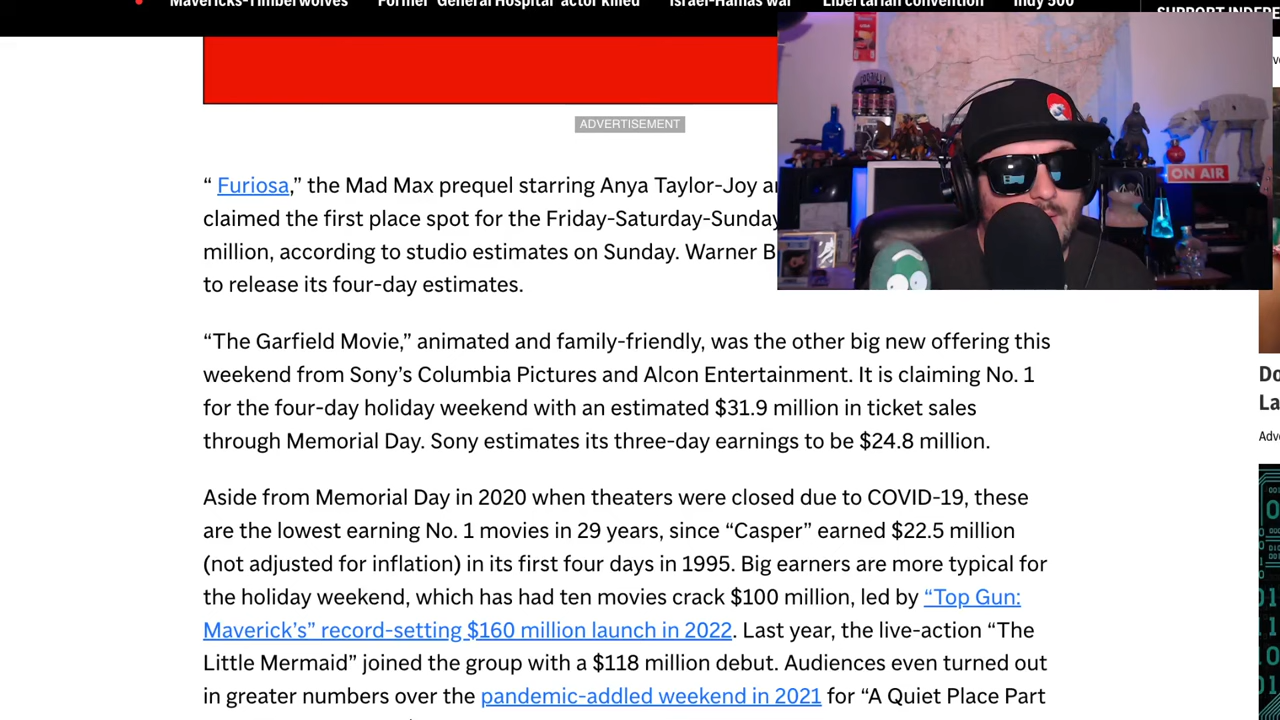 Mavericks-Timberwolves Former 'General Hospital' actor killed Israel-Hamas war Libertarian convention Indy 500
SUPPORT INDEPE
ADVERTISEMENT
ON AIR
“ Furiosa,” the Mad Max prequel starring Anya Taylor-Joy
claimed the first place spot for the Friday-Saturday-Sunday
million, according to studio estimates on Sunday. Warner B
to release its four-day estimates.
“The Garfield Movie,” animated and family-friendly, was the other big new offering this
weekend from Sony’s Columbia Pictures and Alcon Entertainment. It is claiming No. 1
for the four-day holiday weekend with an estimated $31.9 million in ticket sales
through Memorial Day. Sony estimates its three-day earnings to be $24.8 million.
Do
La
Adve
Aside from Memorial Day in 2020 when theaters were closed due to COVID-19, these
are the lowest earning No. 1 movies in 29 years, since “Casper” earned $22.5 million
(not adjusted for inflation) in its first four days in 1995. Big earners are more typical for
the holiday weekend, which has had ten movies crack $100 million, led by “Top Gun:
Maverick’s” record-setting $160 million launch in 2022. Last year, the live-action “The
Little Mermaid” joined the group with a $118 million debut. Audiences even turned out
in greater numbers over the pandemic-addled weekend in 2021 for “A Quiet Place Part